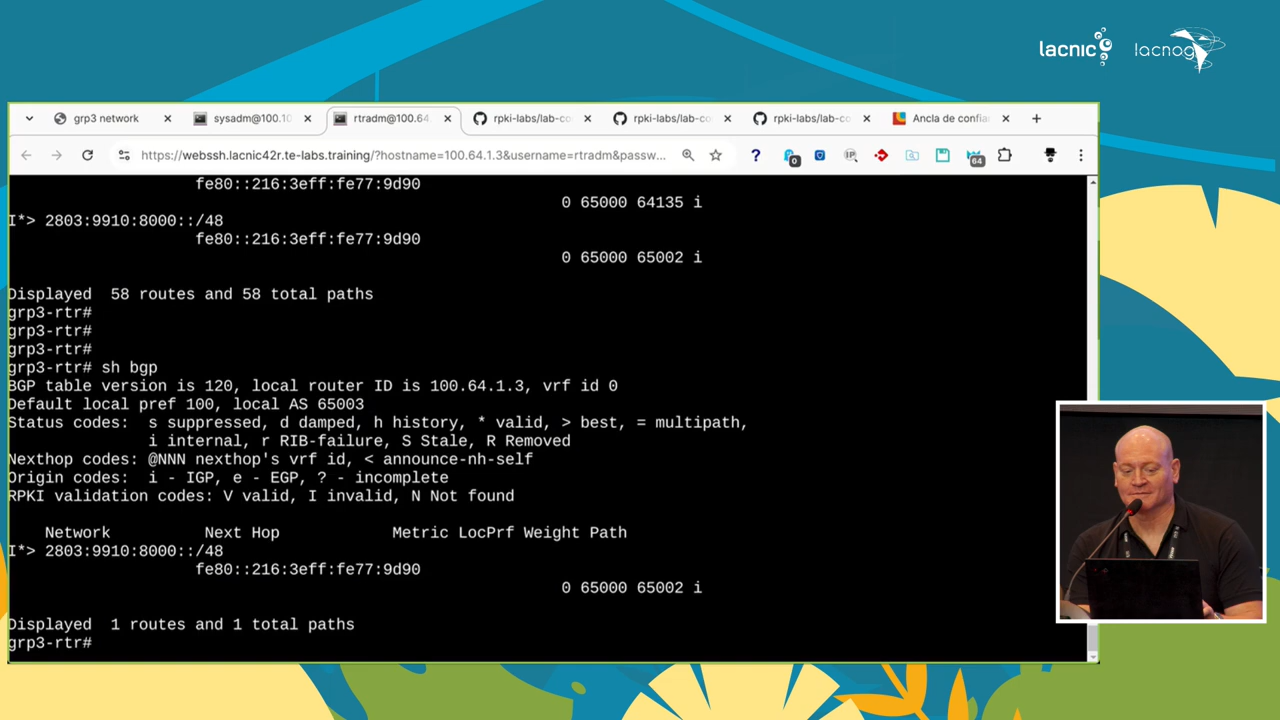 lacnic
lacnog
grp3 network
sysadm@100.10
rtradm@100.64.
rpki-labs/lab-co
rpki-labs/lab-co
rpki-labs/lab-co
Ancla de confia
https://webssh.lacnic42r.te-labs.training/?hostname=100.64.1.3&username=rtradm&passw...
0
IP
64
fe80::216:3eff:fe77:9d90
0 65000 64135 i
I*> 2803:9910:8000::/48
fe80::216:3eff:fe77:9d90
0 65000 65002 i
Displayed 58 routes and 58 total paths
grp3-rtr#
grp3-rtr#
grp3-rtr#
grp3-rtr# sh bgp
BGP table version is 120, local router ID is 100.64.1.3, vrf id 0
Default local pref 100, local AS 65003
Status codes: s suppressed, d damped, h history, * valid, > best, = multipath,
i internal, r RIB-failure, S Stale, R Removed
Nexthop codes: @NNN nexthop's vrf id, < announce-nh-self
Origin codes: i - IGP, e - EGP, ? - incomplete
RPKI validation codes: V valid, I invalid, N Not found
Network Next Hop Metric LocPrf Weight Path
I*> 2803:9910:8000::/48
fe80::216:3eff:fe77:9d90
0 65000 65002 i
Displayed 1 routes and 1 total paths
grp3-rtr#